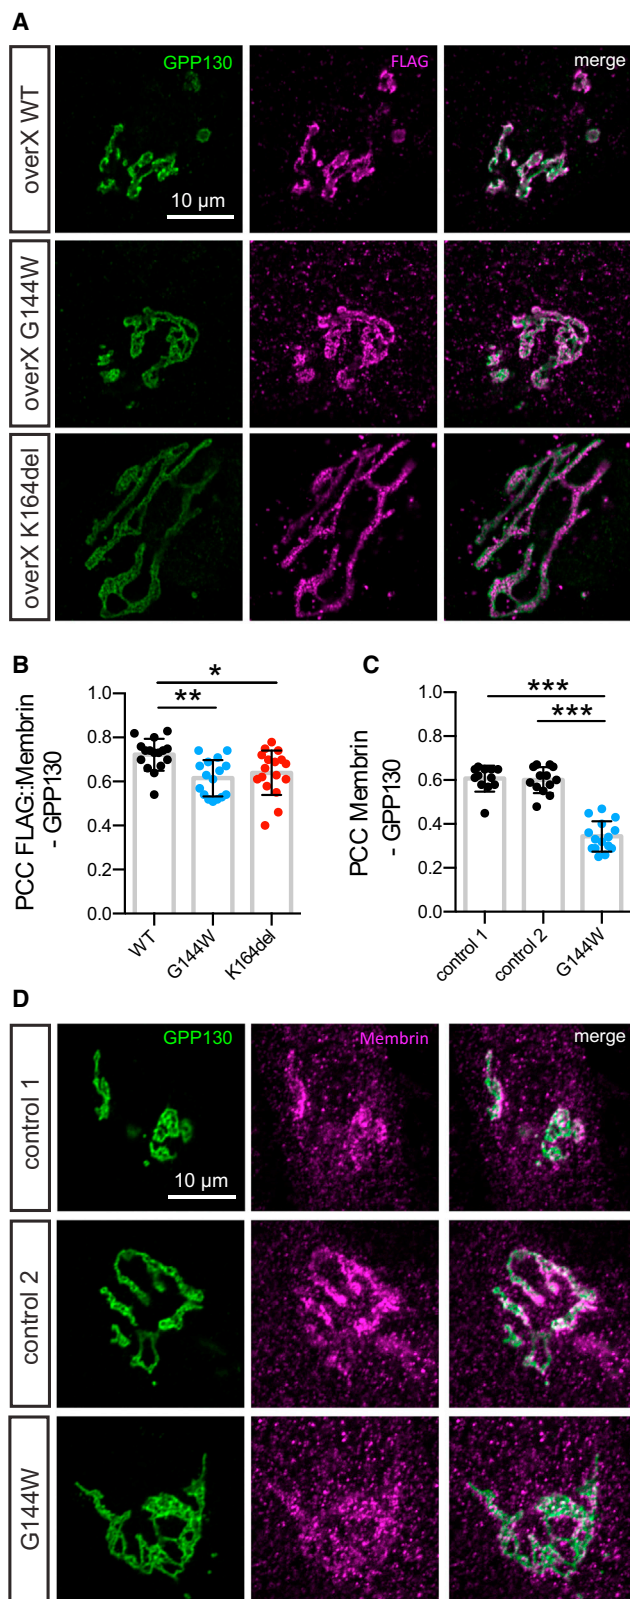 A
GPP130
FLAG
merge
overX WT
10 µm
overX G144W
overX K164del
B
PCC FLAG::Membrin
- GPP130
1.0
0.8
0.6
0.4
0.2
0.0
*
**
WT
G144W
K164del
C
PCC Membrin
- GPP130
1.0
0.8
0.6
0.4
0.2
0.0
***
***
control 1
control 2
G144W
D
GPP130
Membrin
merge
control 1
10 µm
control 2
G144W